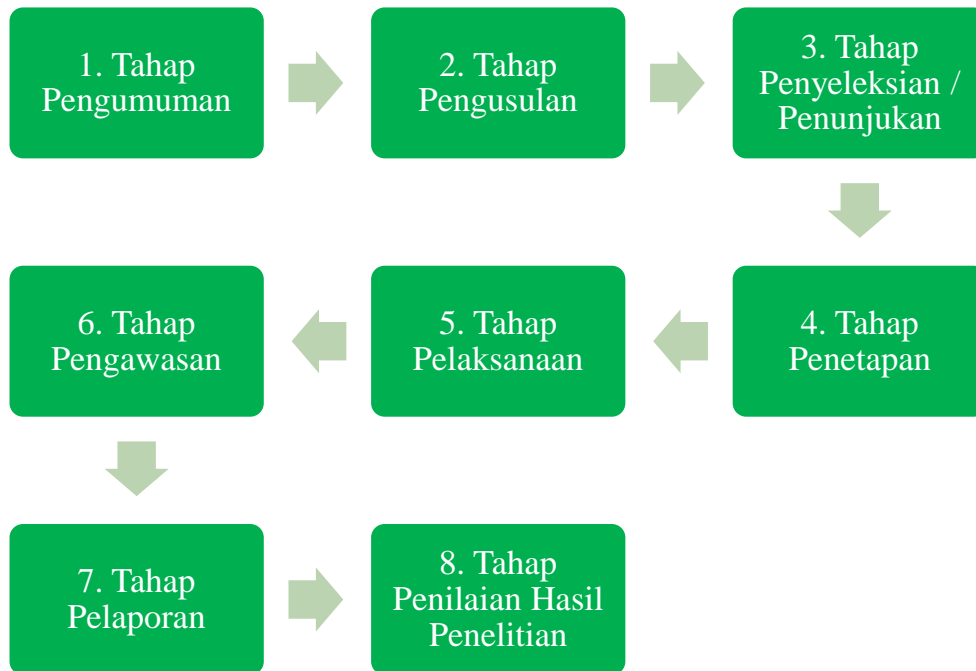 1. Tahap
Pengumuman
2. Tahap
Pengusulan
3. Tahap
Penyeleksian /
Penunjukan
4. Tahap
Penetapan
5. Tahap
Pelaksanaan
6. Tahap
Pengawasan
7. Tahap
Pelaporan
8. Tahap
Penilaian Hasil
Penelitian